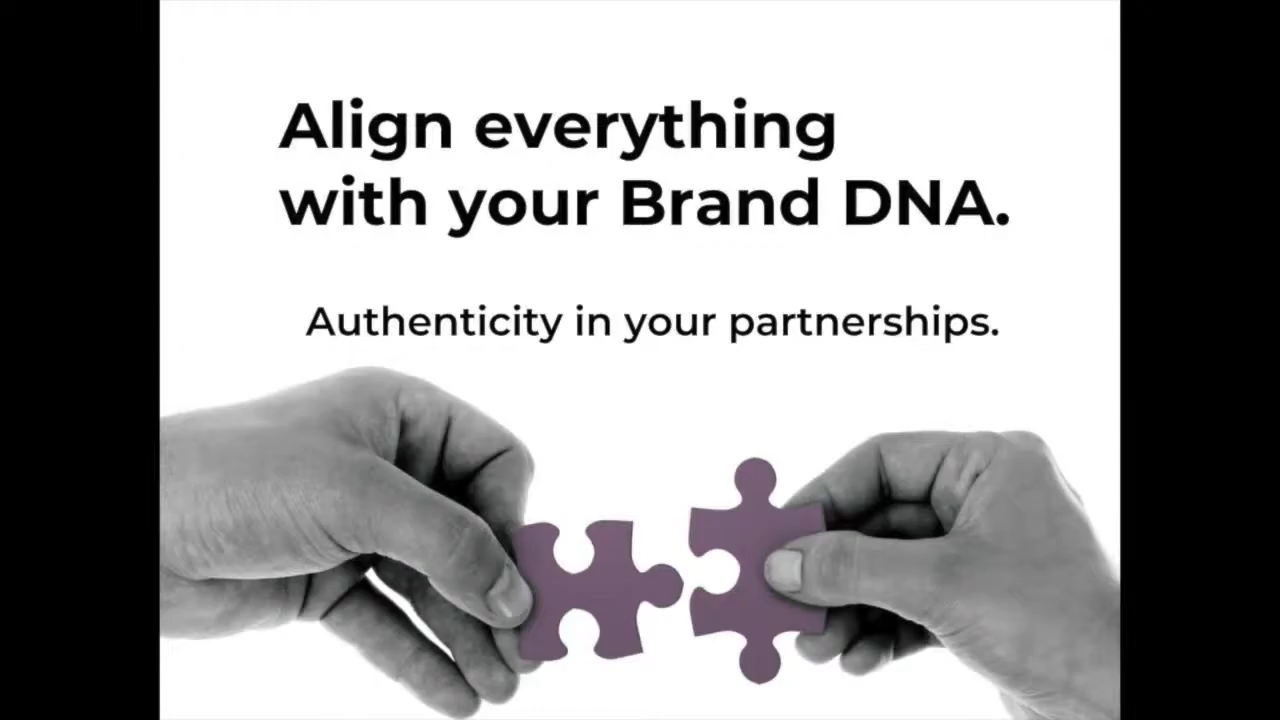 Align everything
with your Brand DNA.
Authenticity in your partnerships.